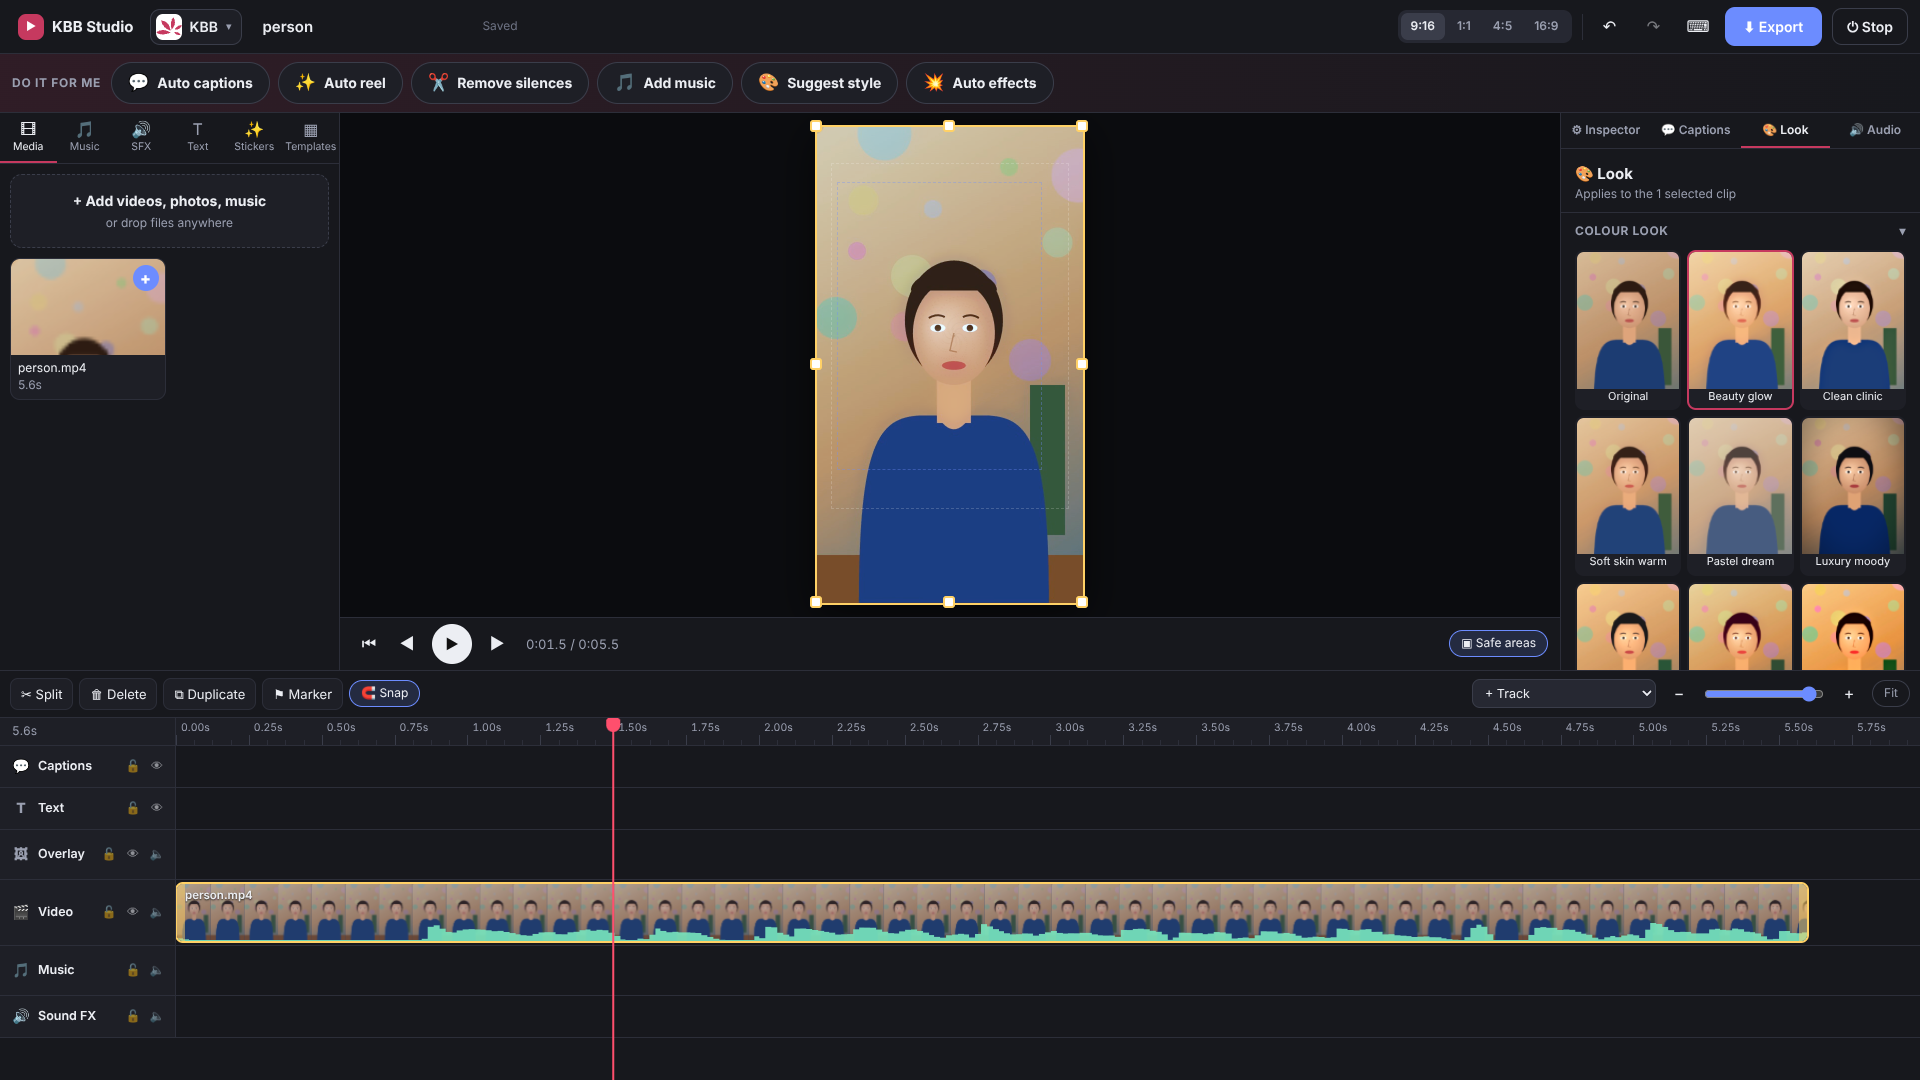 KBB Studio
KBB
person
Saved
9:16
1:1
4:5
16:9
Export
Stop
DO IT FOR ME
Auto captions
Auto reel
Remove silences
Add music
Suggest style
Auto effects
Media
Music
SFX
Text
Stickers
Templates
+ Add videos, photos, music
or drop files anywhere
person.mp4
5.6s
0:01.5 / 0:05.5
Safe areas
Inspector
Captions
Look
Audio
Look
Applies to the 1 selected clip
COLOUR LOOK
Original
Beauty glow
Clean clinic
Soft skin warm
Pastel dream
Luxury moody
Split
Delete
Duplicate
Marker
Snap
+ Track
Fit
5.6s
0.00s
0.25s
0.50s
0.75s
1.00s
1.25s
1.50s
1.75s
2.00s
2.25s
2.50s
2.75s
3.00s
3.25s
3.50s
3.75s
4.00s
4.25s
4.50s
4.75s
5.00s
5.25s
5.50s
5.75s
Captions
Text
Overlay
Video
person.mp4
Music
Sound FX